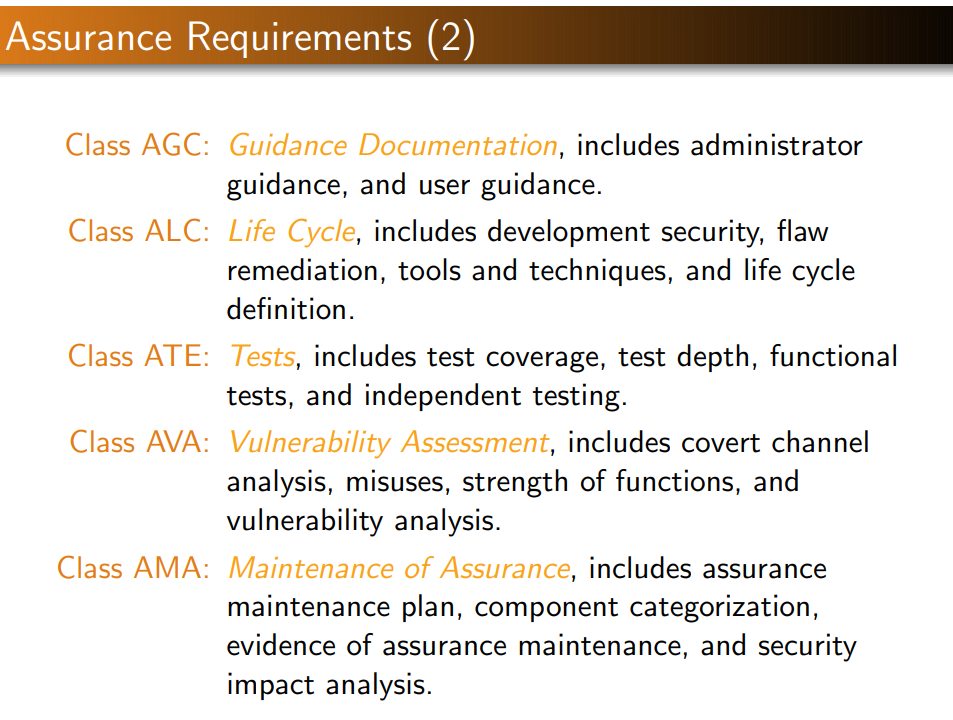 Assurance Requirements (2)
Class AGC: Guidance Documentation, includes administrator
guidance, and user guidance.
Class ALC: Life Cycle, includes development security, flaw
remediation, tools and techniques, and life cycle
definition.
Class ATE: Tests, includes test coverage, test depth, functional
tests, and independent testing.
Class AVA: Vulnerability Assessment, includes covert channel
analysis, misuses, strength of functions, and
vulnerability analysis.
Class AMA: Maintenance of Assurance, includes assurance
maintenance plan, component categorization,
evidence of assurance maintenance, and security
impact analysis.